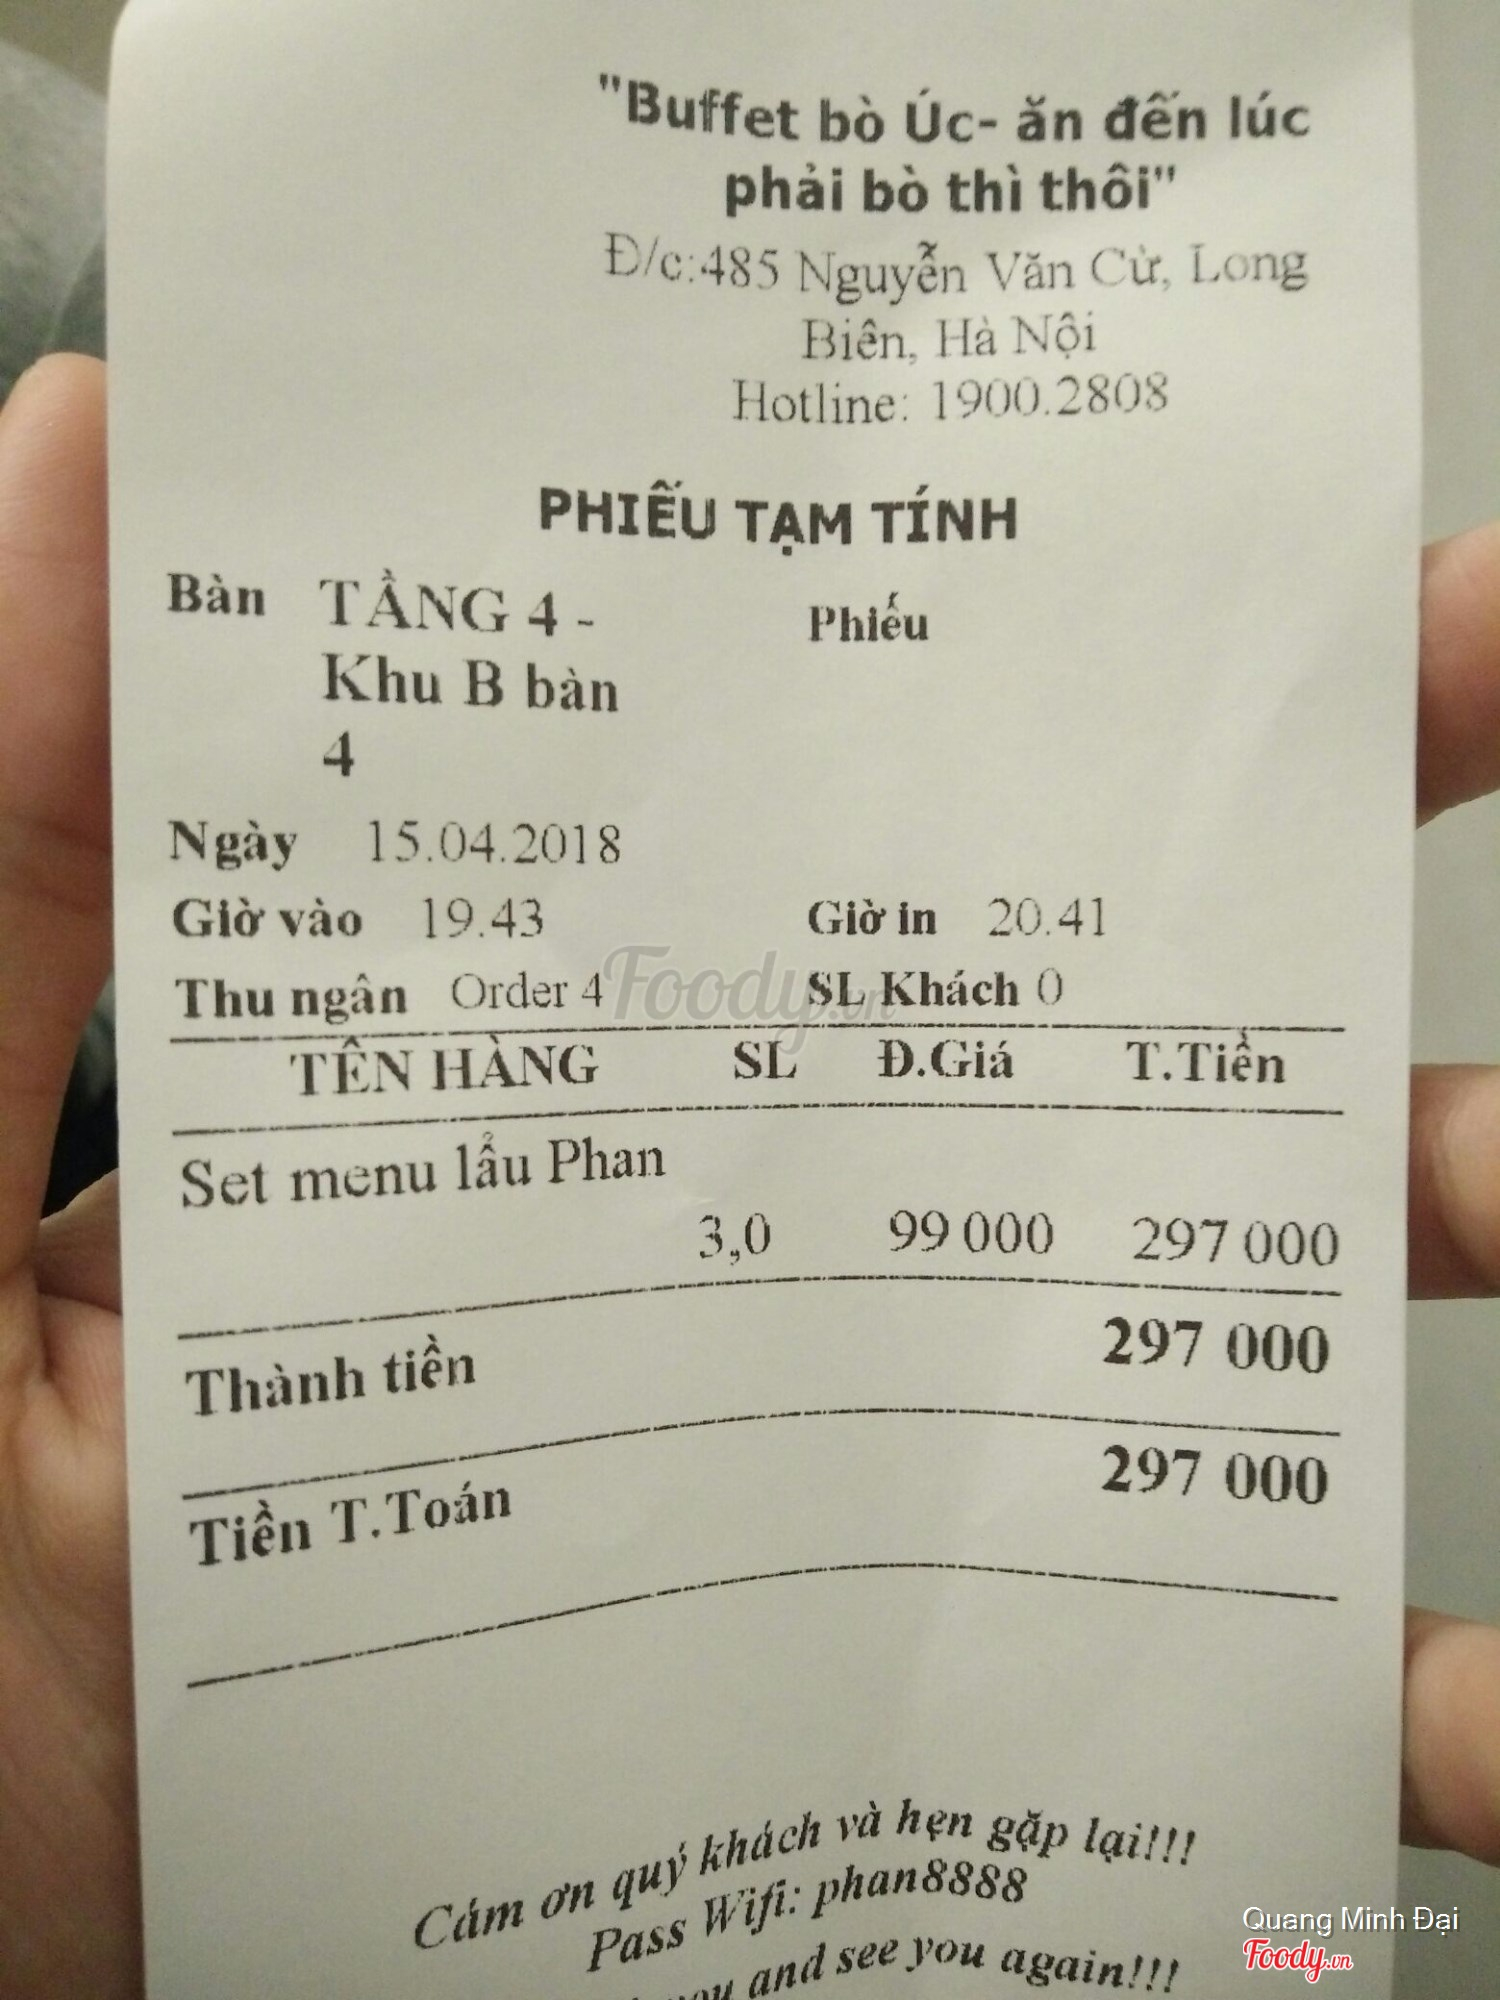 "Buffet bò Úc- ăn đến lúc
phải bò thì thôi"
Đ/c:485 Nguyễn Văn Cừ, Long
Biên, Hà Nội
Hotline: 1900.2808
PHIẾU TẠM TÍNH
Bàn TẦNG 4 - Phiếu
Khu B bàn
4
Ngày 15.04.2018
Giờ vào 19.43 Giờ in 20.41
Thu ngân Order 4 SL Khách 0
Foody.vn
TÊN HÀNG SL Đ.Giá T.Tiền
Set menu lẩu Phan
3,0 99 000 297 000
Thành tiền 297 000
Tiền T.Toán 297 000
Cám ơn quý khách và hẹn gặp lại!!!
Pass Wifi: phan8888
you and see you again!!!
Quang Minh Đại
Foody.vn